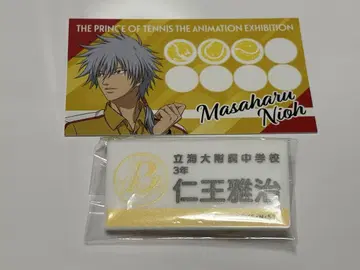 THE PRINCE OF TENNIS THE ANIMATION EXHIBITION
Masaharu
Nioh
立海大附属中学校
3年
仁王雅治